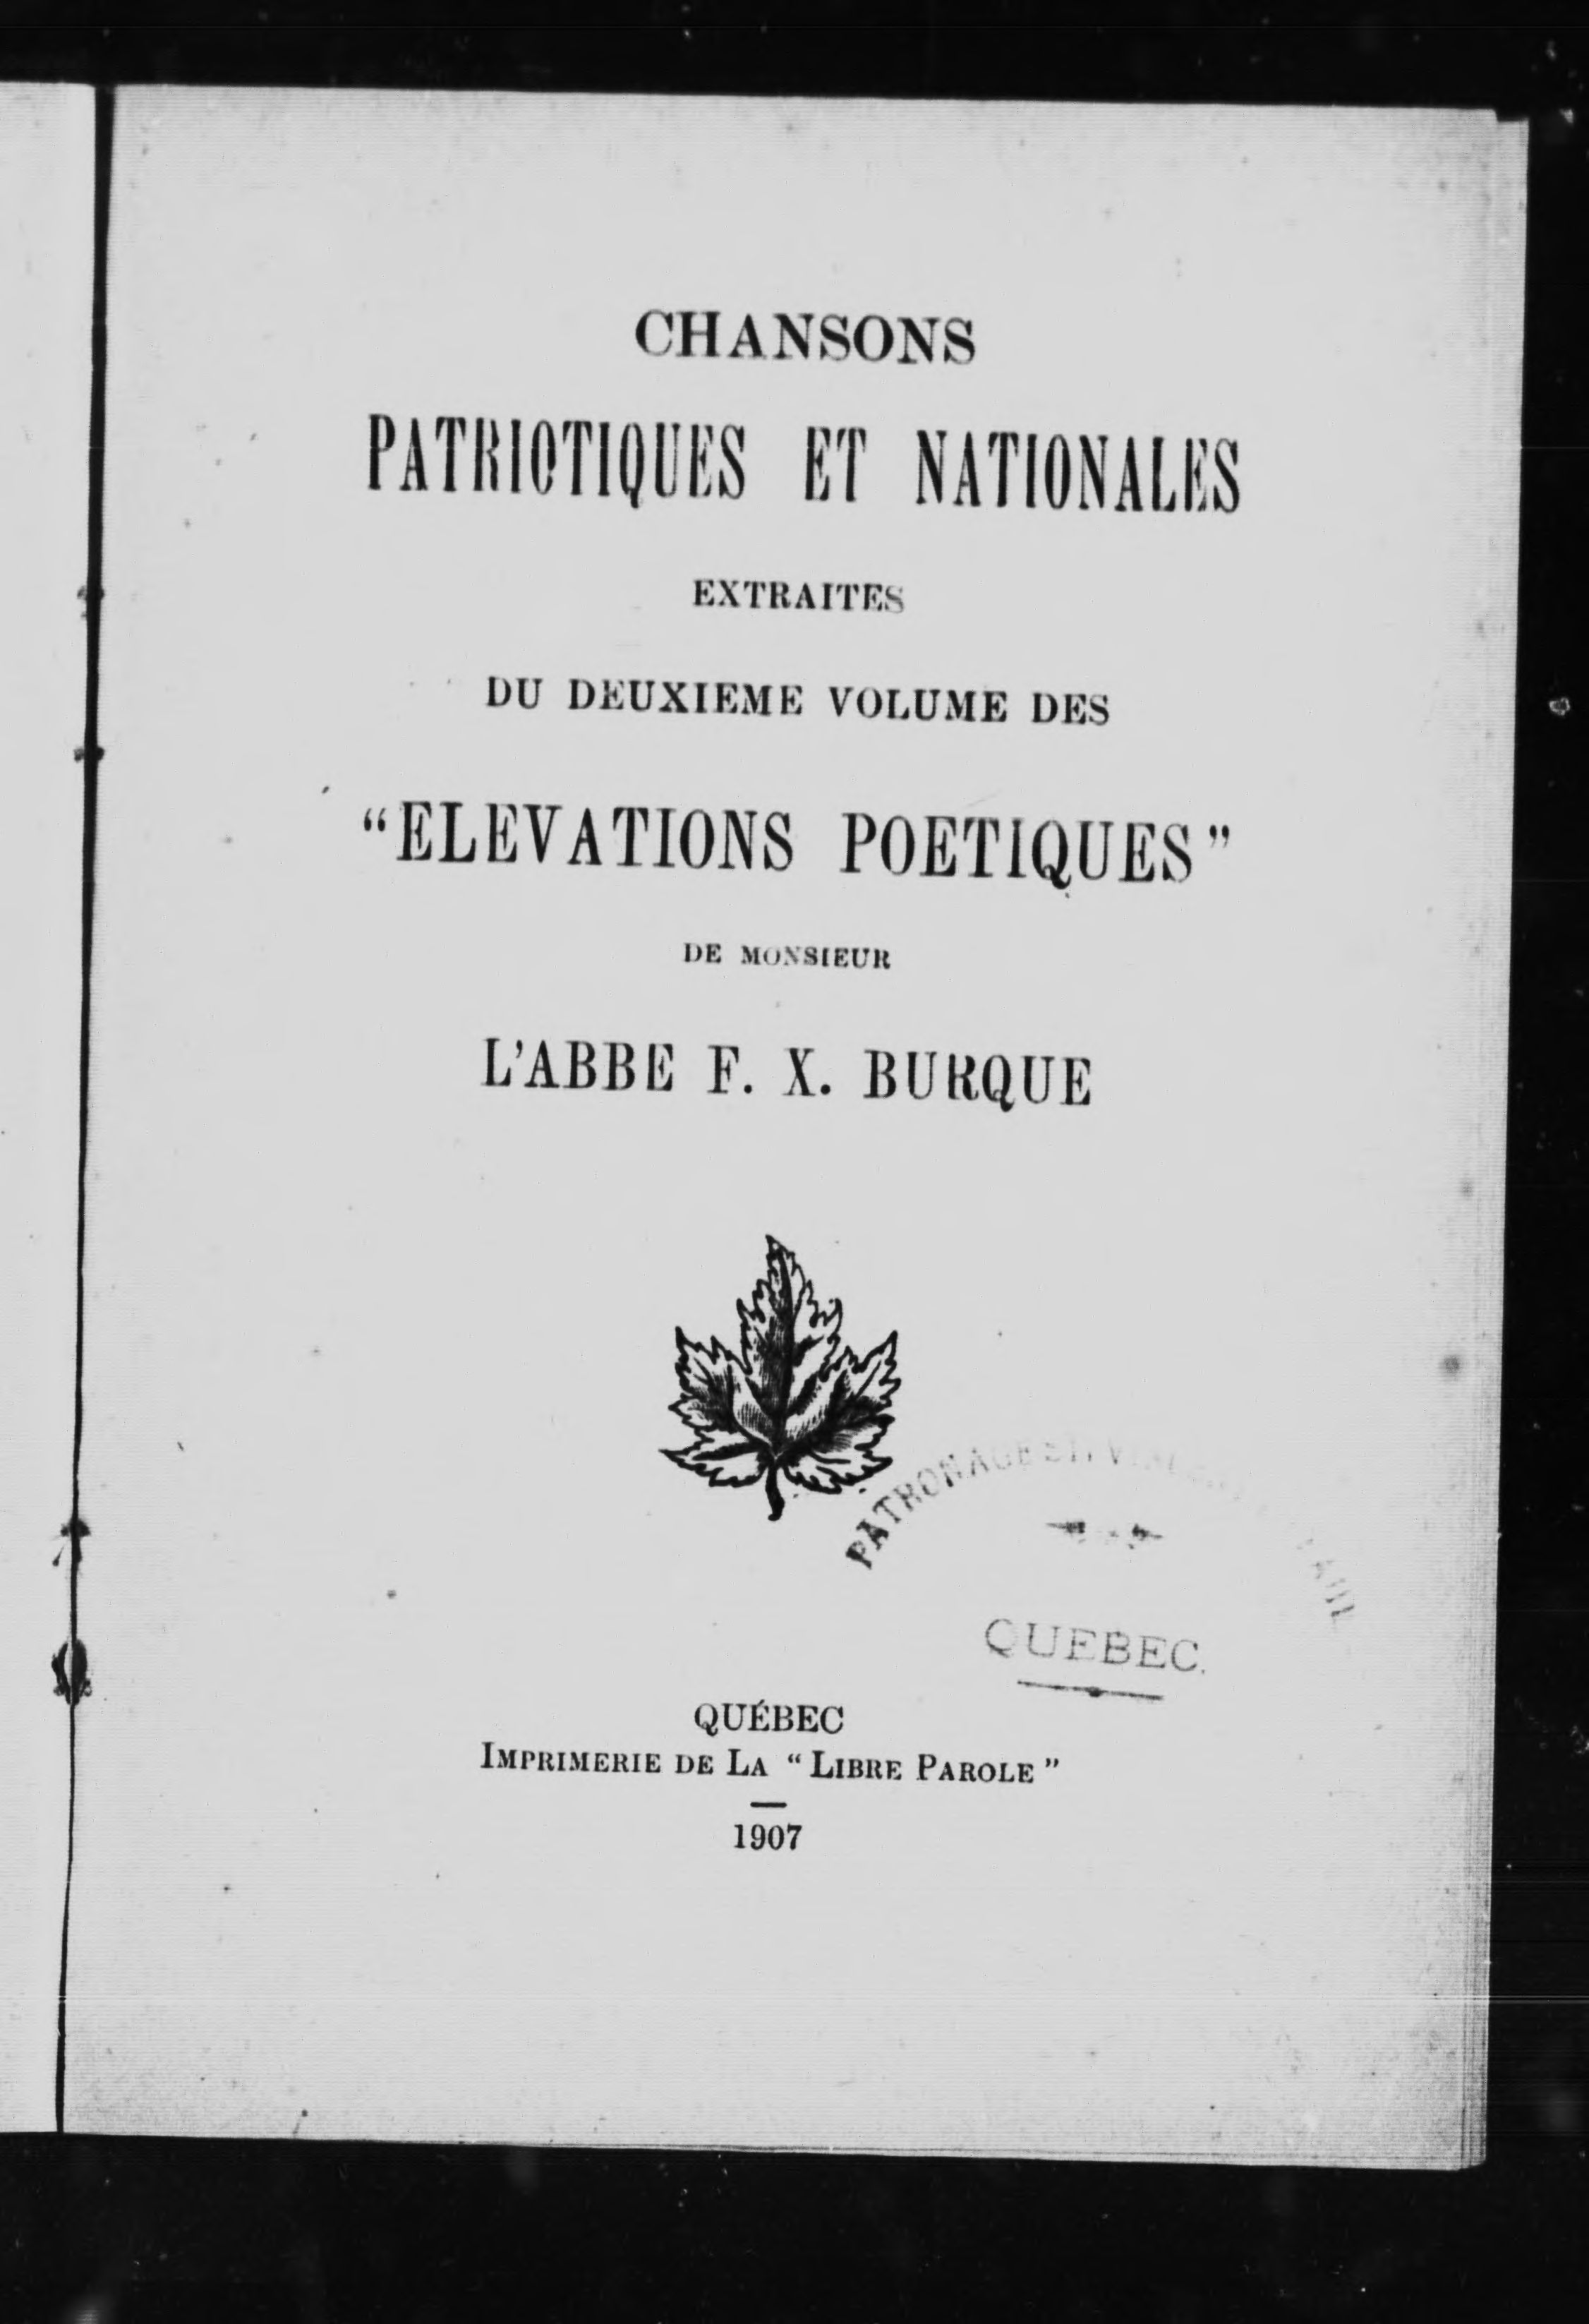 CHANSONS
PATRIOTIQUES ET NATIONALES
EXTRAITES
DU DEUXIEME VOLUME DES
“ELEVATIONS POETIQUES”
DE MONSIEUR
L'ABBE F. X. BURQUE
PATRONAGE
QUEBEC.
QUÉBEC
IMPRIMERIE DE LA “ LIBRE PAROLE ”
1907